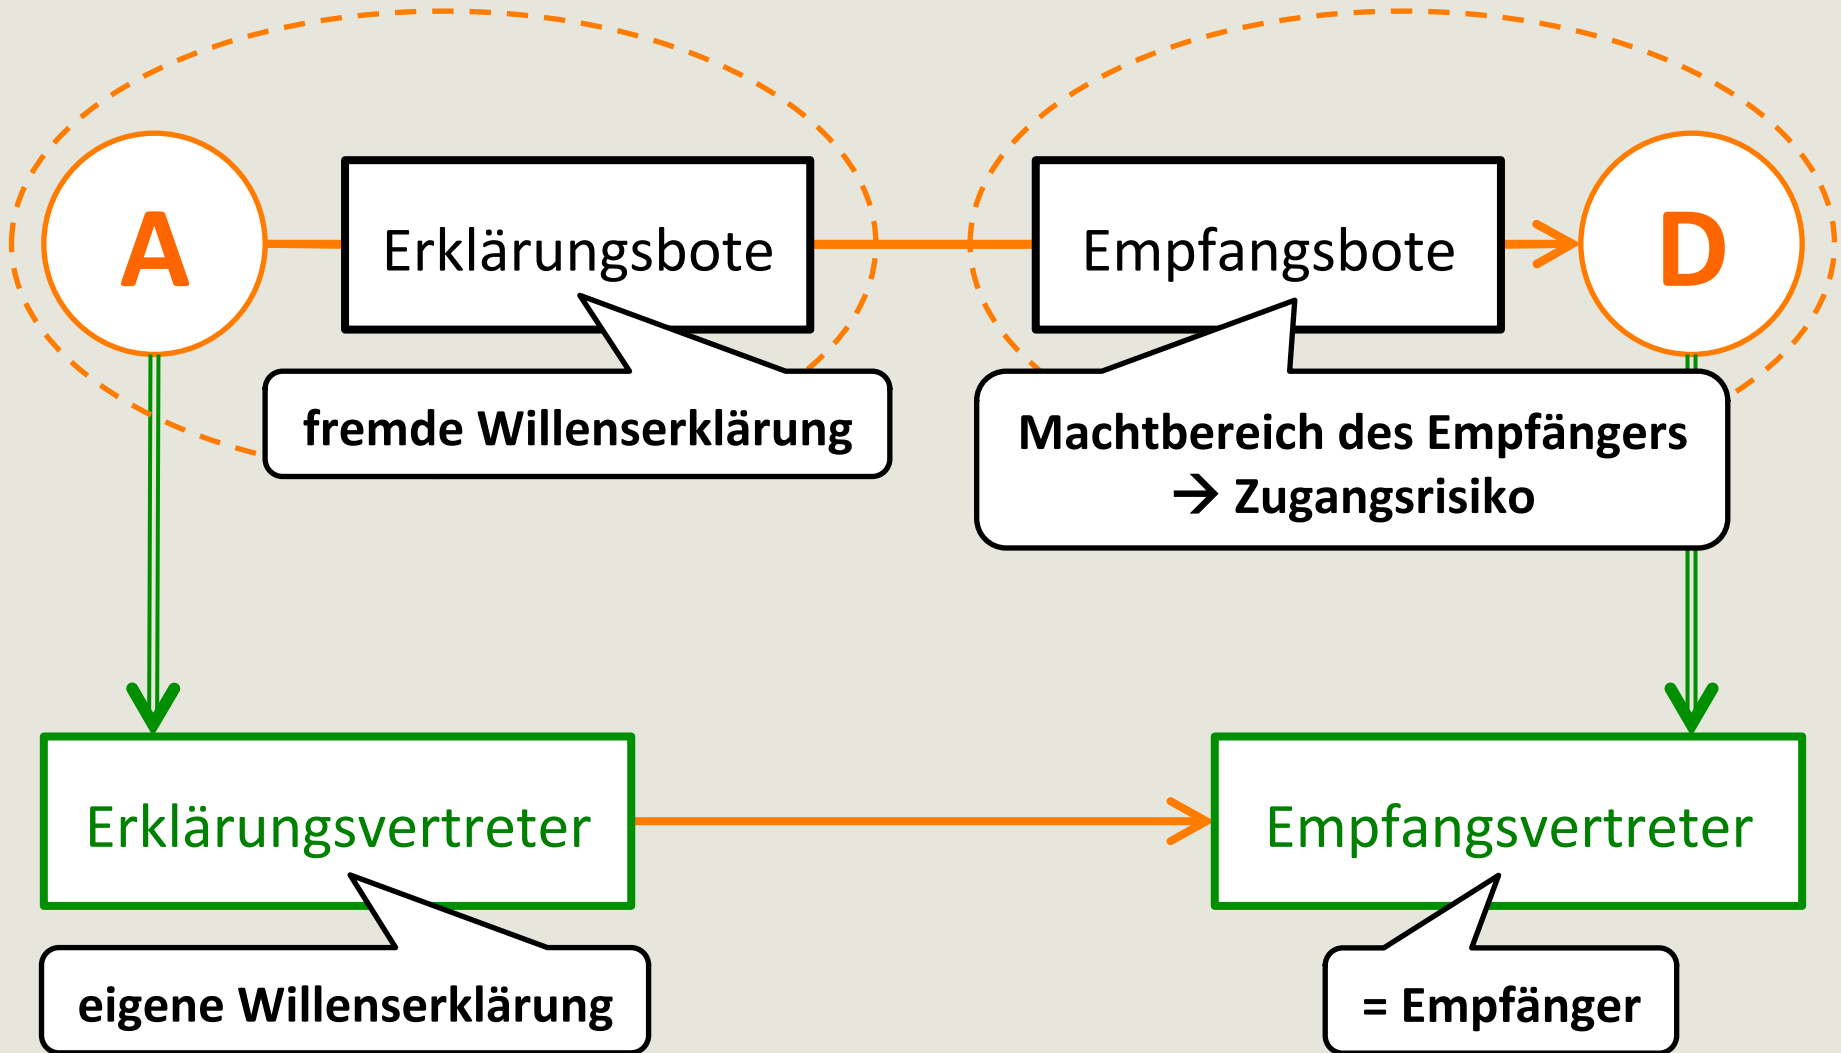 A
Erklärungsbote
Empfangsbote
D
fremde Willenserklärung
Machtbereich des Empfängers
→ Zugangsrisiko
Erklärungsvertreter
Empfangsvertreter
eigene Willenserklärung
= Empfänger